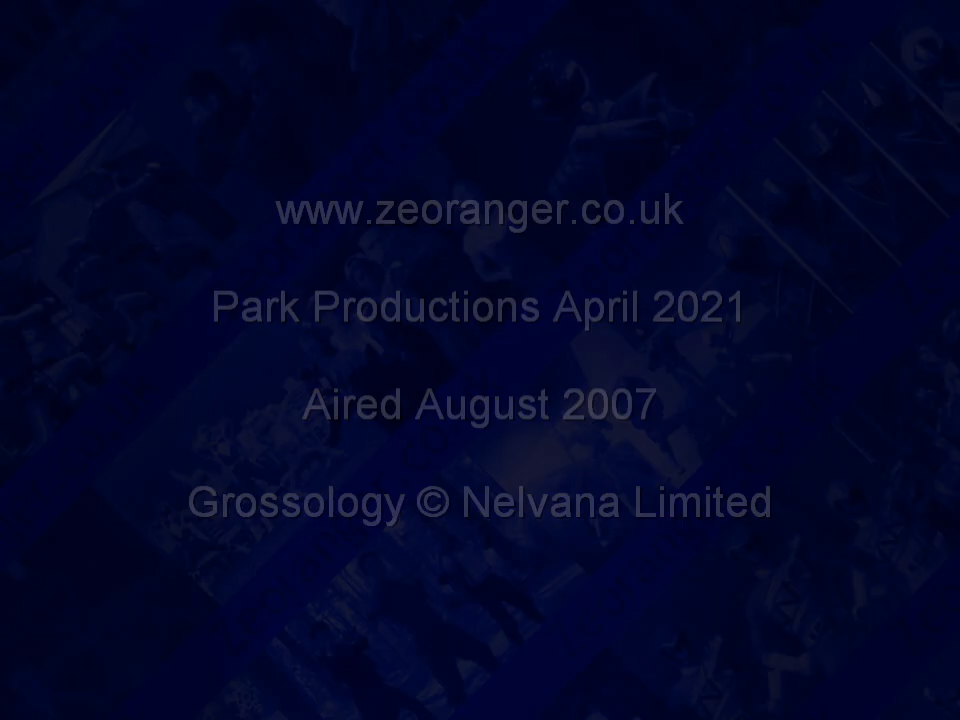 www.zeoranger.co.uk
Park Productions April 2021
Aired August 2007
Grossology © Nelvana Limited